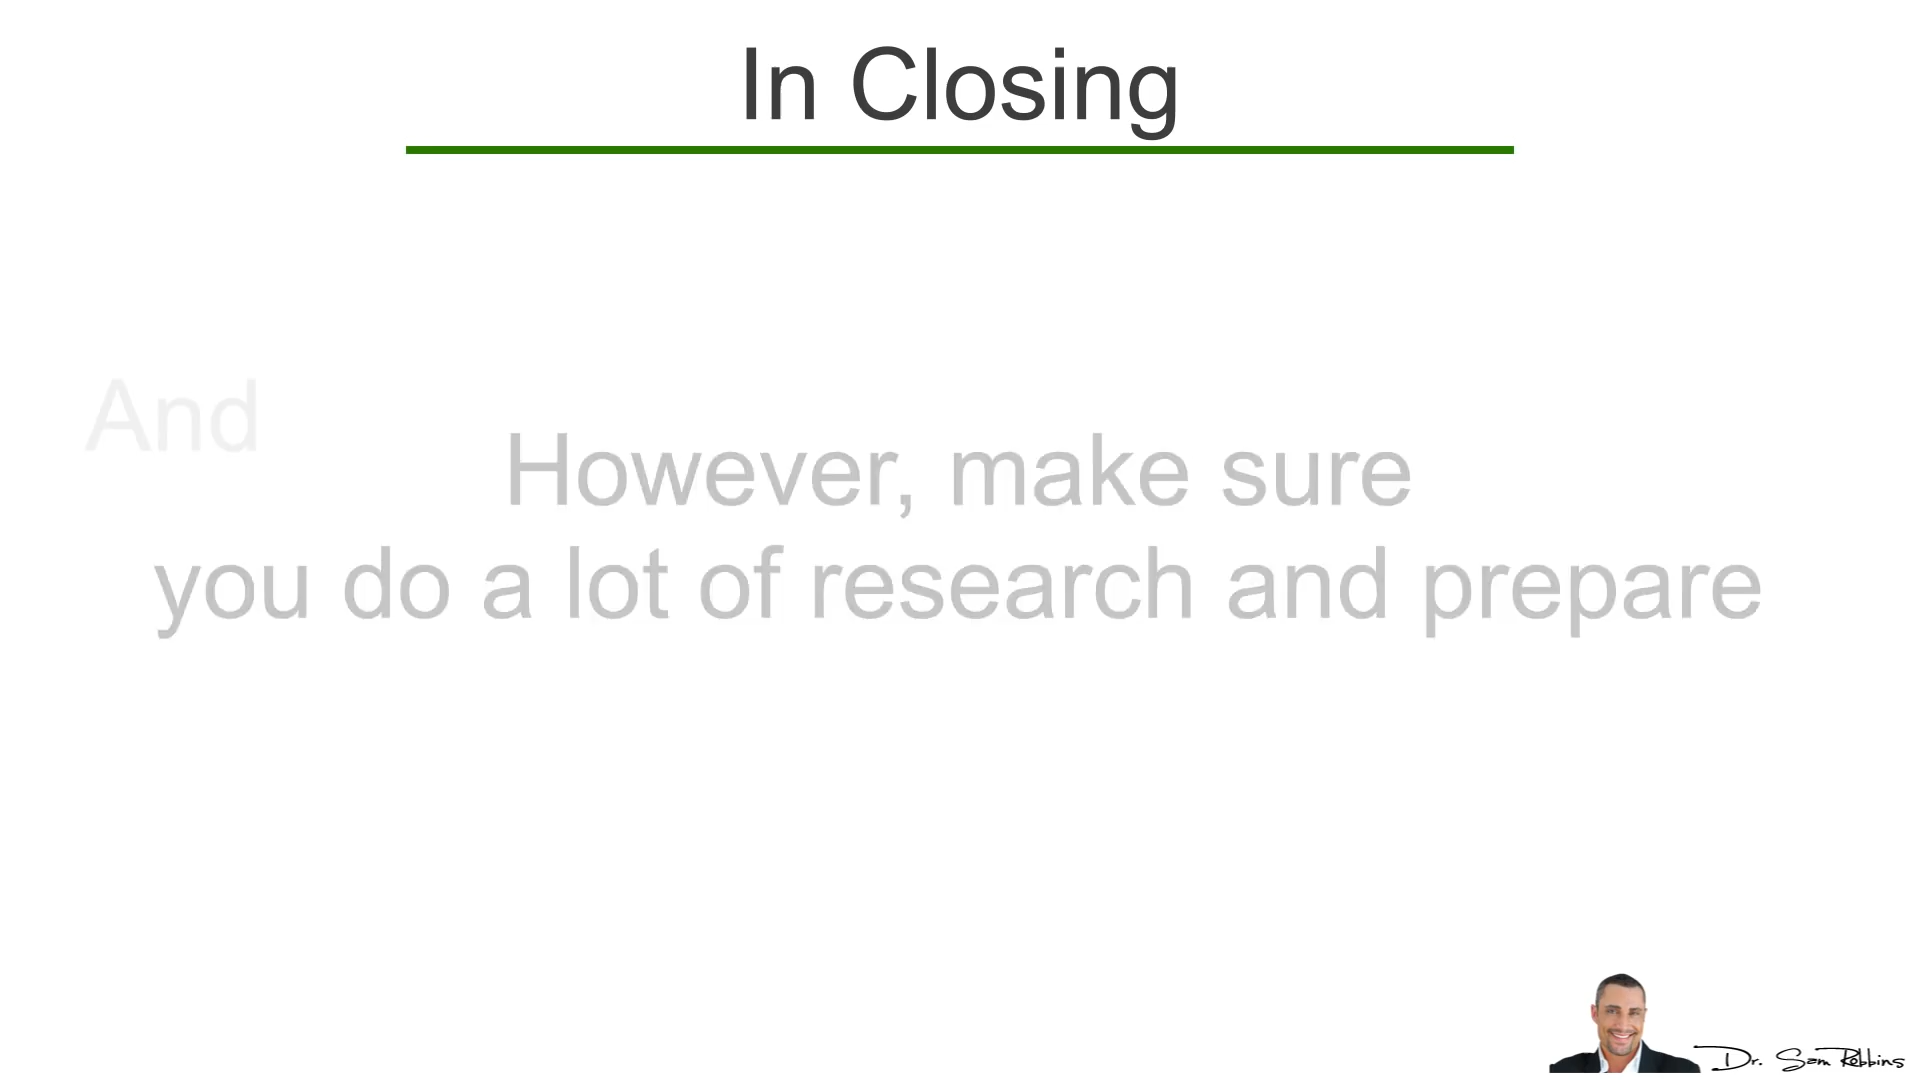 In Closing
And
However, make sure
you do a lot of research and prepare
Dr. Sam Robbins